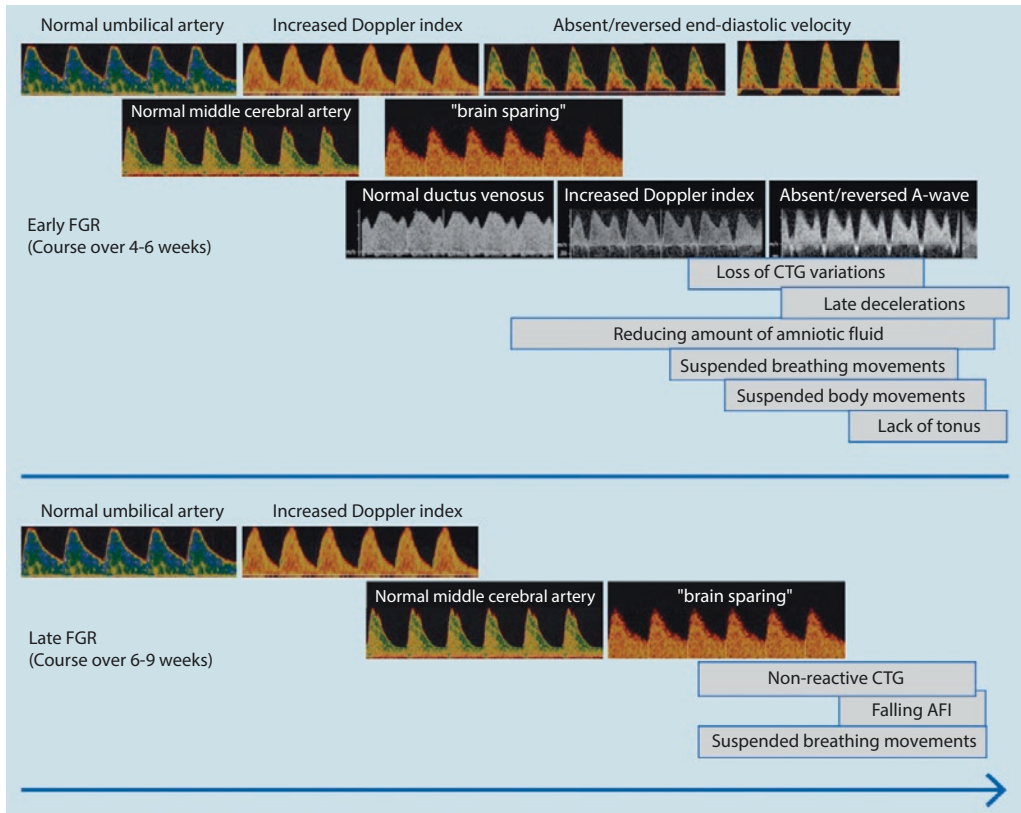 Normal umbilical artery
Increased Doppler index
Absent/reversed end-diastolic velocity
Normal middle cerebral artery
"brain sparing"
Normal ductus venosus
Increased Doppler index
Absent/reversed A-wave
Early FGR
(Course over 4-6 weeks)
Loss of CTG variations
Late decelerations
Reducing amount of amniotic fluid
Suspended breathing movements
Suspended body movements
Lack of tonus
Normal umbilical artery
Increased Doppler index
Normal middle cerebral artery
"brain sparing"
Late FGR
(Course over 6-9 weeks)
Non-reactive CTG
Falling AFI
Suspended breathing movements